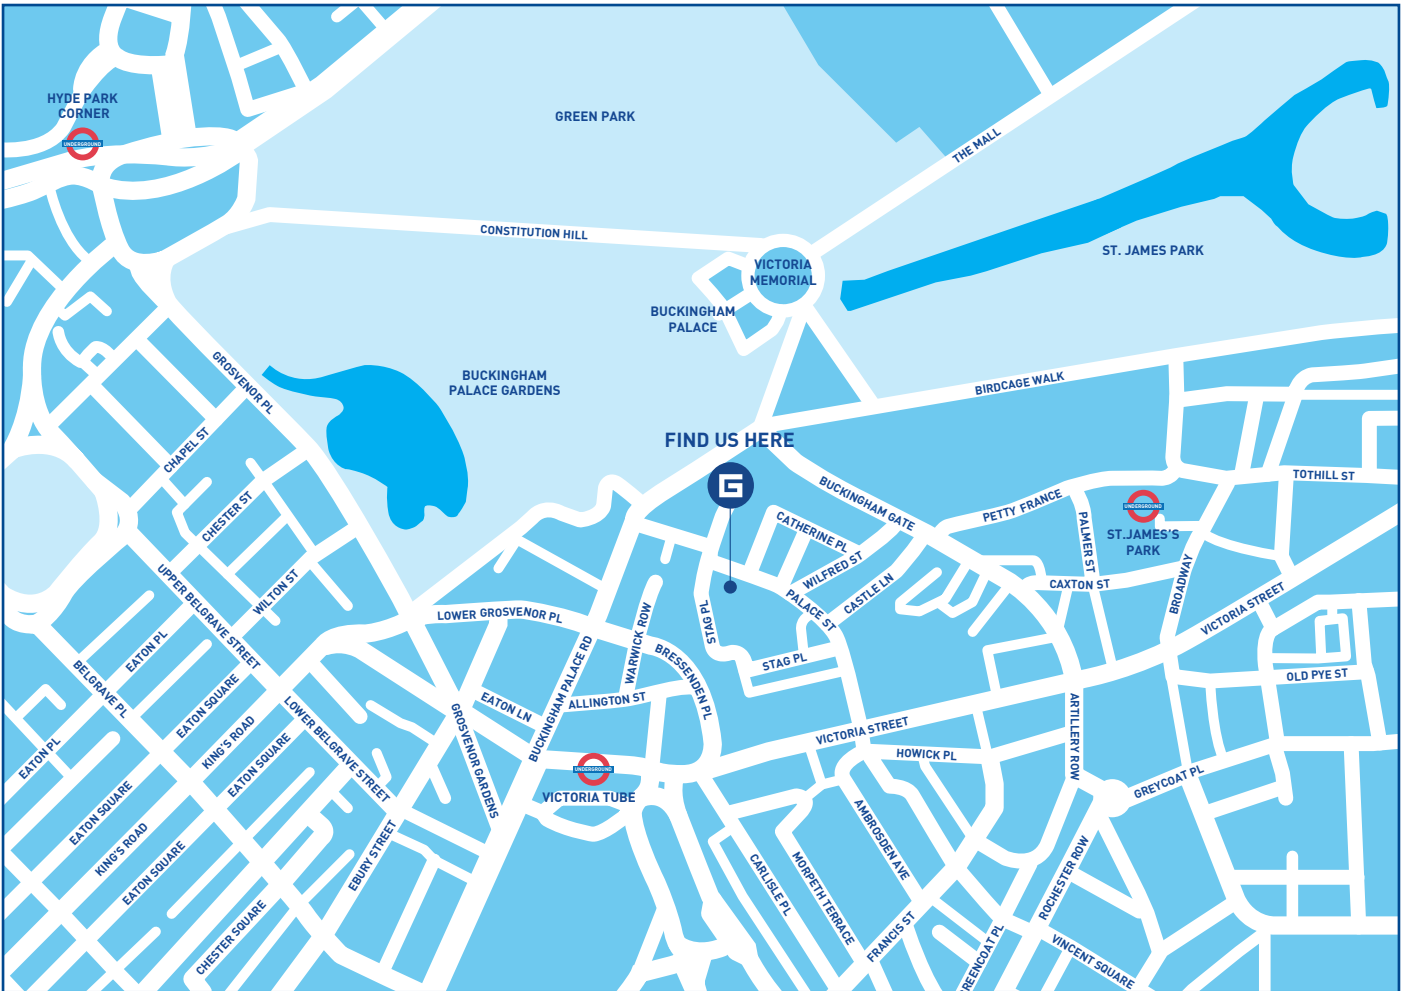 HYDE PARK
CORNER
UNDERGROUND
GREEN PARK
THE MALL
CONSTITUTION HILL
VICTORIA
MEMORIAL
ST. JAMES PARK
BUCKINGHAM
PALACE
BUCKINGHAM
PALACE GARDENS
GROSVENOR PL
BIRDCAGE WALK
FIND US HERE
G
CHAPEL ST
CHESTER ST
WILTON ST
BUCKINGHAM GATE
PETTY FRANCE
TOTHILL ST
UNDERGROUND
ST.JAMES'S
PARK
PALMER ST
CATHERINE PL
WILFRED ST
CASTLE LN
PALACE ST
CAXTON ST
BROADWAY
VICTORIA STREET
UPPER BELGRAVE STREET
LOWER GROSVENOR PL
WARWICK ROW
STAG PL
STAG PL
BRESSENDEN PL
BUCKINGHAM PALACE RD
ALLINGTON ST
EATON LN
OLD PYE ST
BELGRAVE PL
EATON PL
EATON SQUARE
KING'S ROAD
EATON SQUARE
LOWER BELGRAVE STREET
GROSVENOR GARDENS
VICTORIA STREET
HOWICK PL
ARTILLERY ROW
GREYCOAT PL
UNDERGROUND
VICTORIA TUBE
EATON PL
EATON SQUARE
KING'S ROAD
EATON SQUARE
EBURY STREET
CHESTER SQUARE
CARLISLE PL
MORPETH TERRACE
AMBROSDEN AVE
FRANCIS ST
REENCOAT PL
ROCHESTER ROW
VINCENT SQUARE